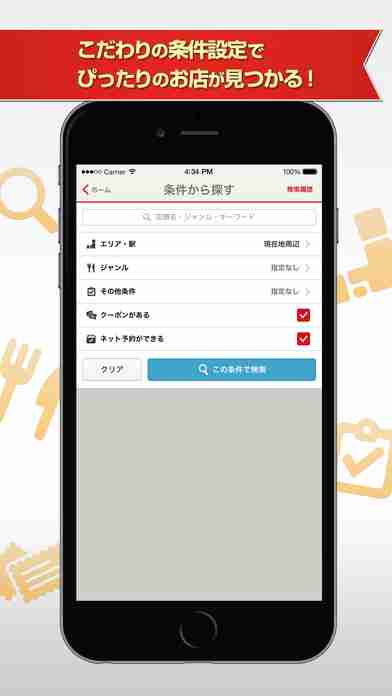 こだわりの条件設定で
ぴったりのお店が見つかる！
Carrier 4:34 PM 100%
ホーム 条件から探す 検索履歴
店舗名・ジャンル・キーワード
エリア・駅 現在地周辺
ジャンル 指定なし
その他条件 指定なし
クーポンがある
ネット予約ができる
クリア この条件で検索